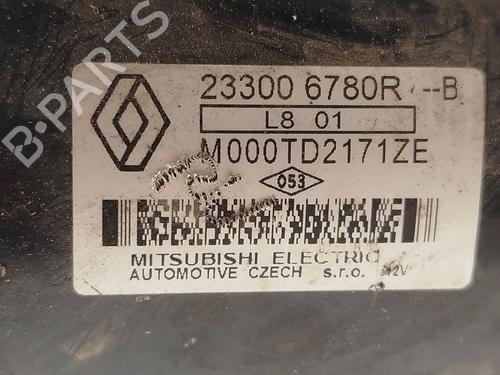 B-PARTS
23300 6780R --B
L8 01
M000TD2171ZE
053
MITSUBISHI ELECTRIC
AUTOMOTIVE CZECH s.r.o. 12V